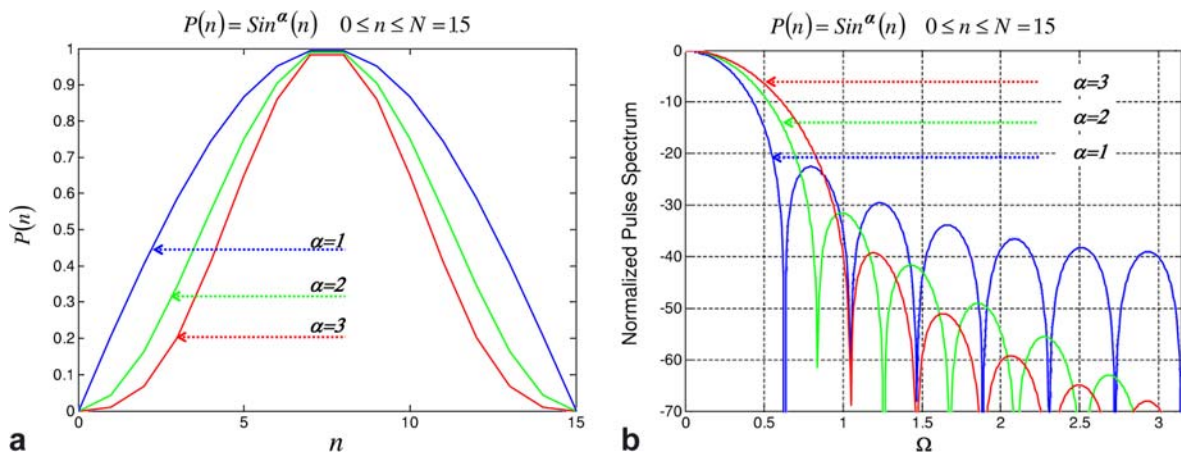 P(n) = Sin^α(n)   0 ≤ n ≤ N = 15
1
0.9
0.8
0.7
0.6
0.5
0.4
0.3
0.2
0.1
0
P(n)
α=1
α=2
α=3
0 5 10 15
n
a
P(n) = Sin^α(n)   0 ≤ n ≤ N = 15
0
-10
-20
-30
-40
-50
-60
-70
Normalized Pulse Spectrum
α=3
α=2
α=1
0 0.5 1 1.5 2 2.5 3
Ω
b